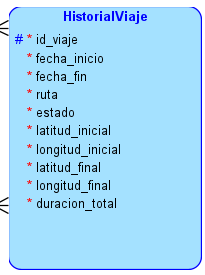 HistorialViaje
# * id_viaje
* fecha_inicio
* fecha_fin
* ruta
* estado
* latitud_inicial
* longitud_inicial
* latitud_final
* longitud_final
* duracion_total